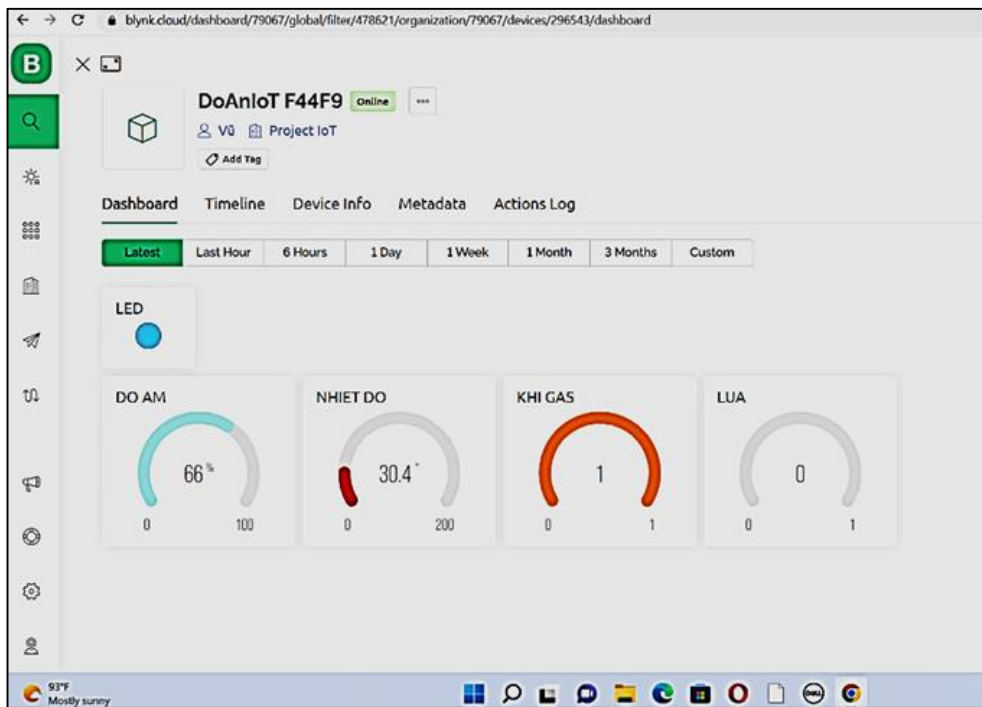 blynk.cloud/dashboard/79067/global/filter/478621/organization/79067/devices/296543/dashboard
B
DoAnIoT F44F9 Online ...
Vũ Project IoT
Add Tag
Dashboard Timeline Device Info Metadata Actions Log
Latest Last Hour 6 Hours 1 Day 1 Week 1 Month 3 Months Custom
LED
DO AM NHIET DO KHI GAS LUA
66% 30.4° 1 0
0 100 0 200 0 1 0 1
93°F
Mostly sunny
DELL